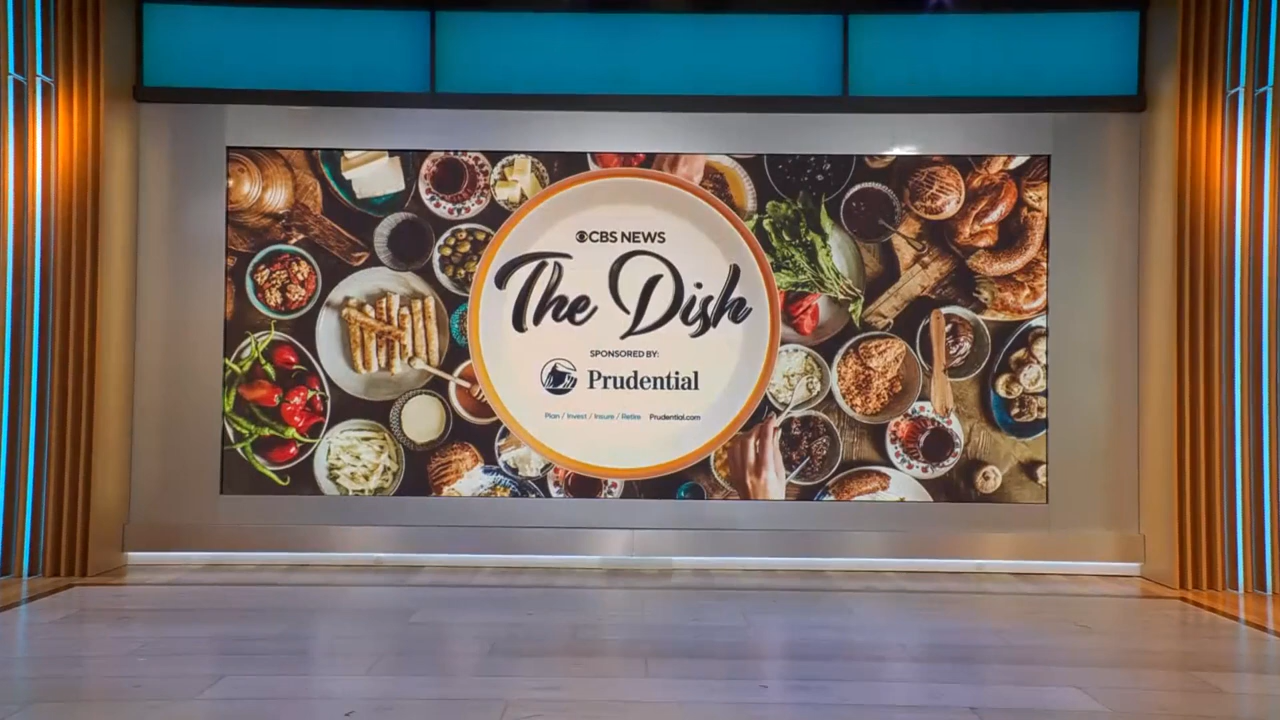 CBS NEWS
The Dish
SPONSORED BY:
Prudential
Plan / Invest / Insure / Retire Prudential.com